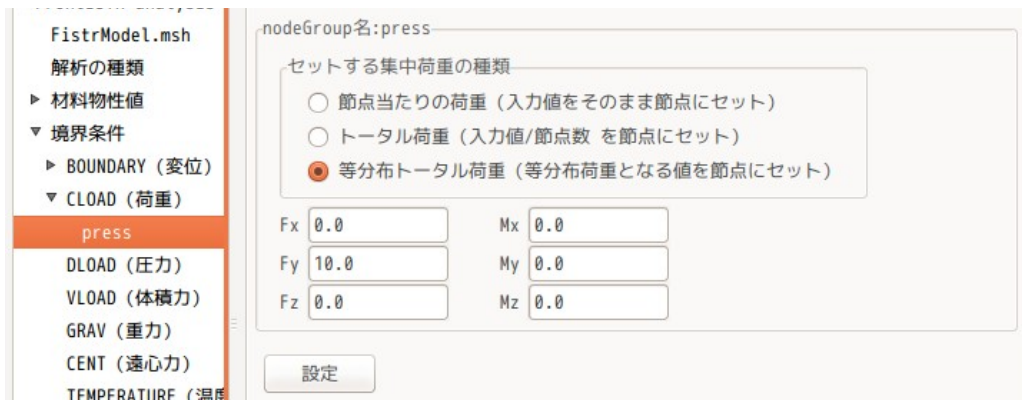 FistrModel.msh
解析の種類
材料物性値
境界条件
BOUNDARY (変位)
CLOAD (荷重)
press
DLOAD (圧力)
VLOAD (体積力)
GRAV (重力)
CENT (遠心力)
TEMPERATURE (温度
nodeGroup名:press
セットする集中荷重の種類
節点当たりの荷重 (入力値をそのまま節点にセット)
トータル荷重 (入力値/節点数 を節点にセット)
等分布トータル荷重 (等分布荷重となる値を節点にセット)
Fx 0.0 Mx 0.0
Fy 10.0 My 0.0
Fz 0.0 Mz 0.0
設定